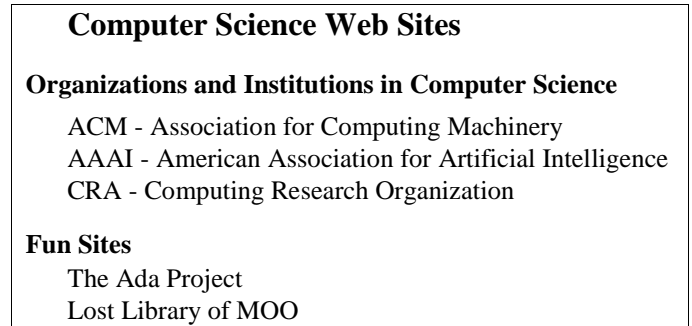 Computer Science Web Sites
Organizations and Institutions in Computer Science
ACM - Association for Computing Machinery
AAAI - American Association for Artificial Intelligence
CRA - Computing Research Organization
Fun Sites
The Ada Project
Lost Library of MOO